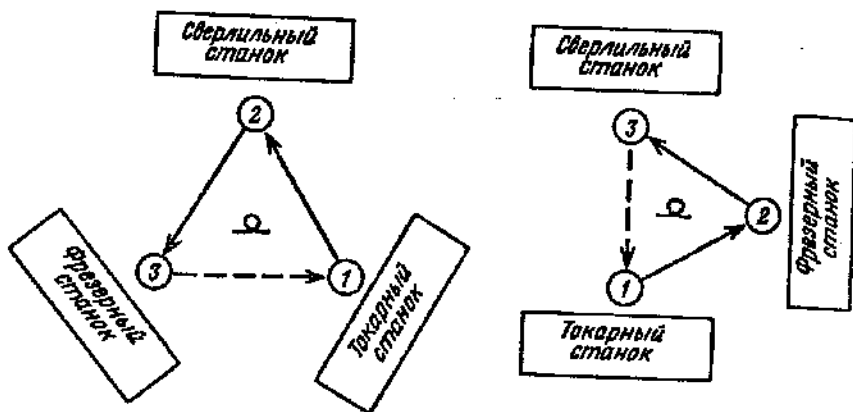 Сверлильный
станок
2
3
1
Фрезерный
станок
Токарный
станок
Сверлильный
станок
3
2
1
Фрезерный
станок
Токарный
станок